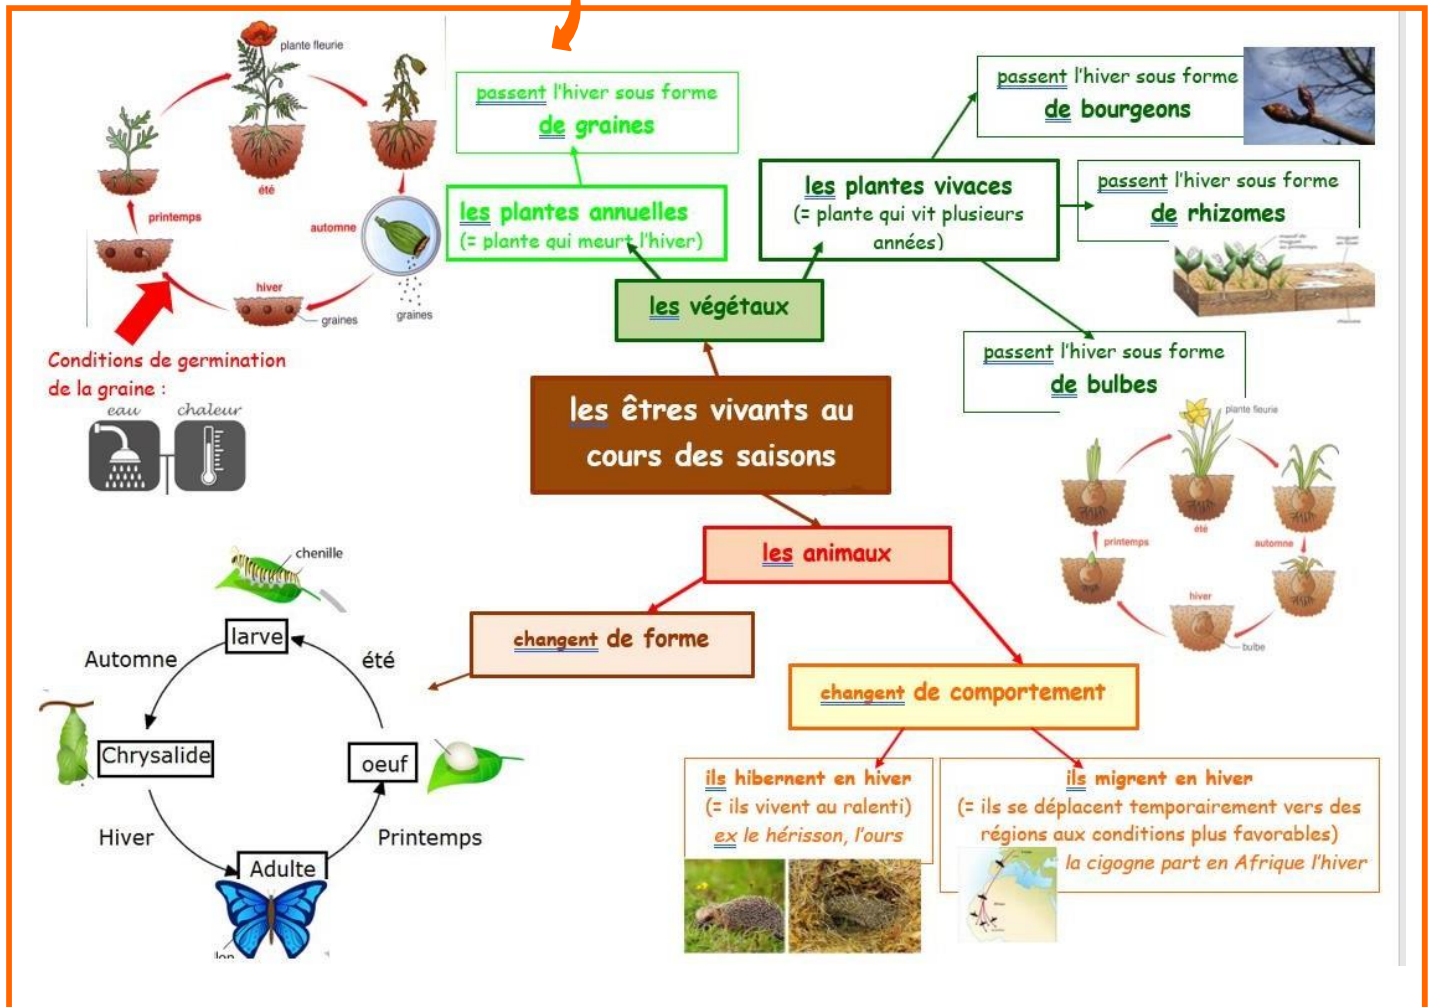 plante fleurie
été
printemps
automne
hiver
graines
graines
Conditions de germination
de la graine :
eau
chaleur
passent l'hiver sous forme
de graines
les plantes annuelles
(= plante qui meurt l'hiver)
les végétaux
les plantes vivaces
(= plante qui vit plusieurs
années)
passent l'hiver sous forme
de bourgeons
passent l'hiver sous forme
de rhizomes
passent l'hiver sous forme
de bulbes
plante fleurie
été
printemps
automne
hiver
bulbe
les êtres vivants au
cours des saisons
les animaux
changent de forme
chenille
larve
Automne
été
Chrysalide
oeuf
Hiver
Printemps
Adulte
changent de comportement
ils hibernent en hiver
(= ils vivent au ralenti)
ex le hérisson, l'ours
ils migrent en hiver
(= ils se déplacent temporairement vers des
régions aux conditions plus favorables)
la cigogne part en Afrique l'hiver